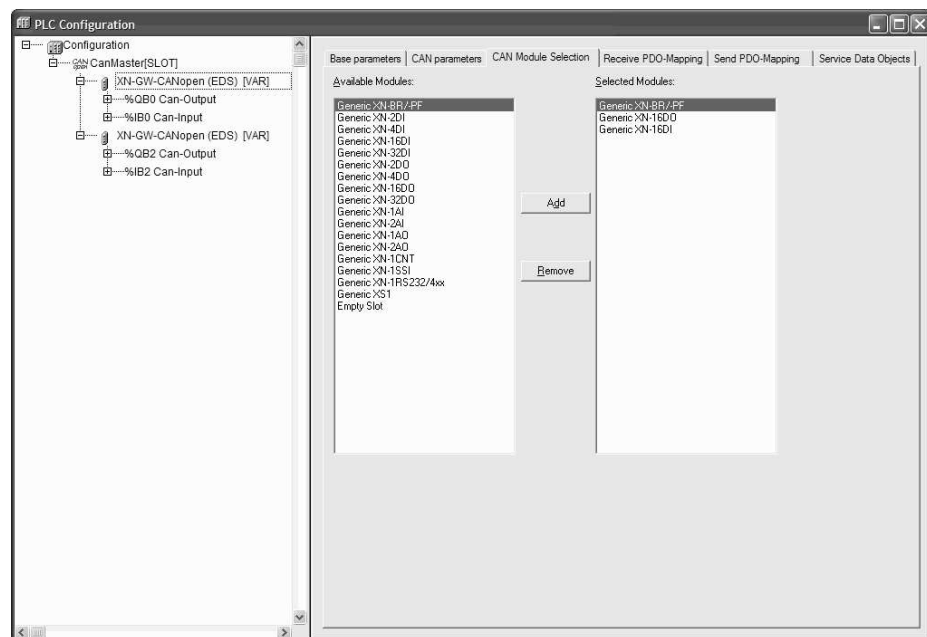 PLC Configuration
Configuration
CanMaster[SLOT]
XN-GW-CANopen (EDS) [VAR]
%QB0 Can-Output
%IB0 Can-Input
XN-GW-CANopen (EDS) [VAR]
%QB2 Can-Output
%IB2 Can-Input
Base parameters
CAN parameters
CAN Module Selection
Receive PDO-Mapping
Send PDO-Mapping
Service Data Objects
Available Modules:
Generic XN-BR/-PF
Generic XN-2DI
Generic XN-4DI
Generic XN-16DI
Generic XN-32DI
Generic XN-2DO
Generic XN-4DO
Generic XN-16DO
Generic XN-32DO
Generic XN-1AI
Generic XN-2AI
Generic XN-1AO
Generic XN-2AO
Generic XN-1CNT
Generic XN-1SSI
Generic XN-1RS232/4xx
Generic XS1
Empty Slot
Add
Remove
Selected Modules:
Generic XN-BR/-PF
Generic XN-16DO
Generic XN-16DI